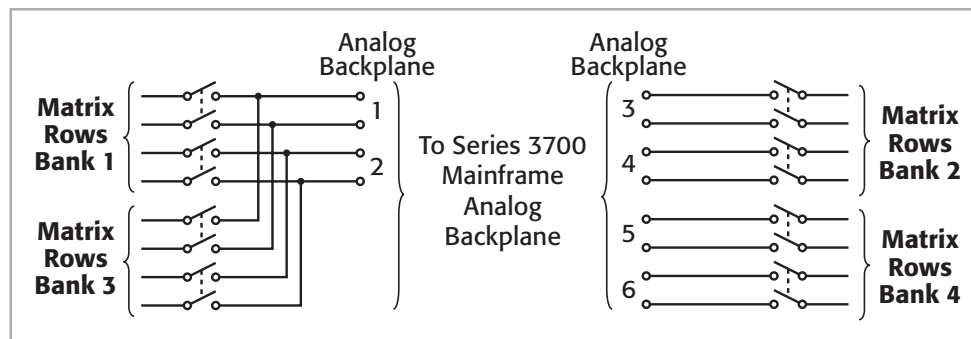 Analog
Backplane
Analog
Backplane
Matrix
Rows
Bank 1
1
2
Matrix
Rows
Bank 3
To Series 3700
Mainframe
Analog
Backplane
3
4
5
6
Matrix
Rows
Bank 2
Matrix
Rows
Bank 4